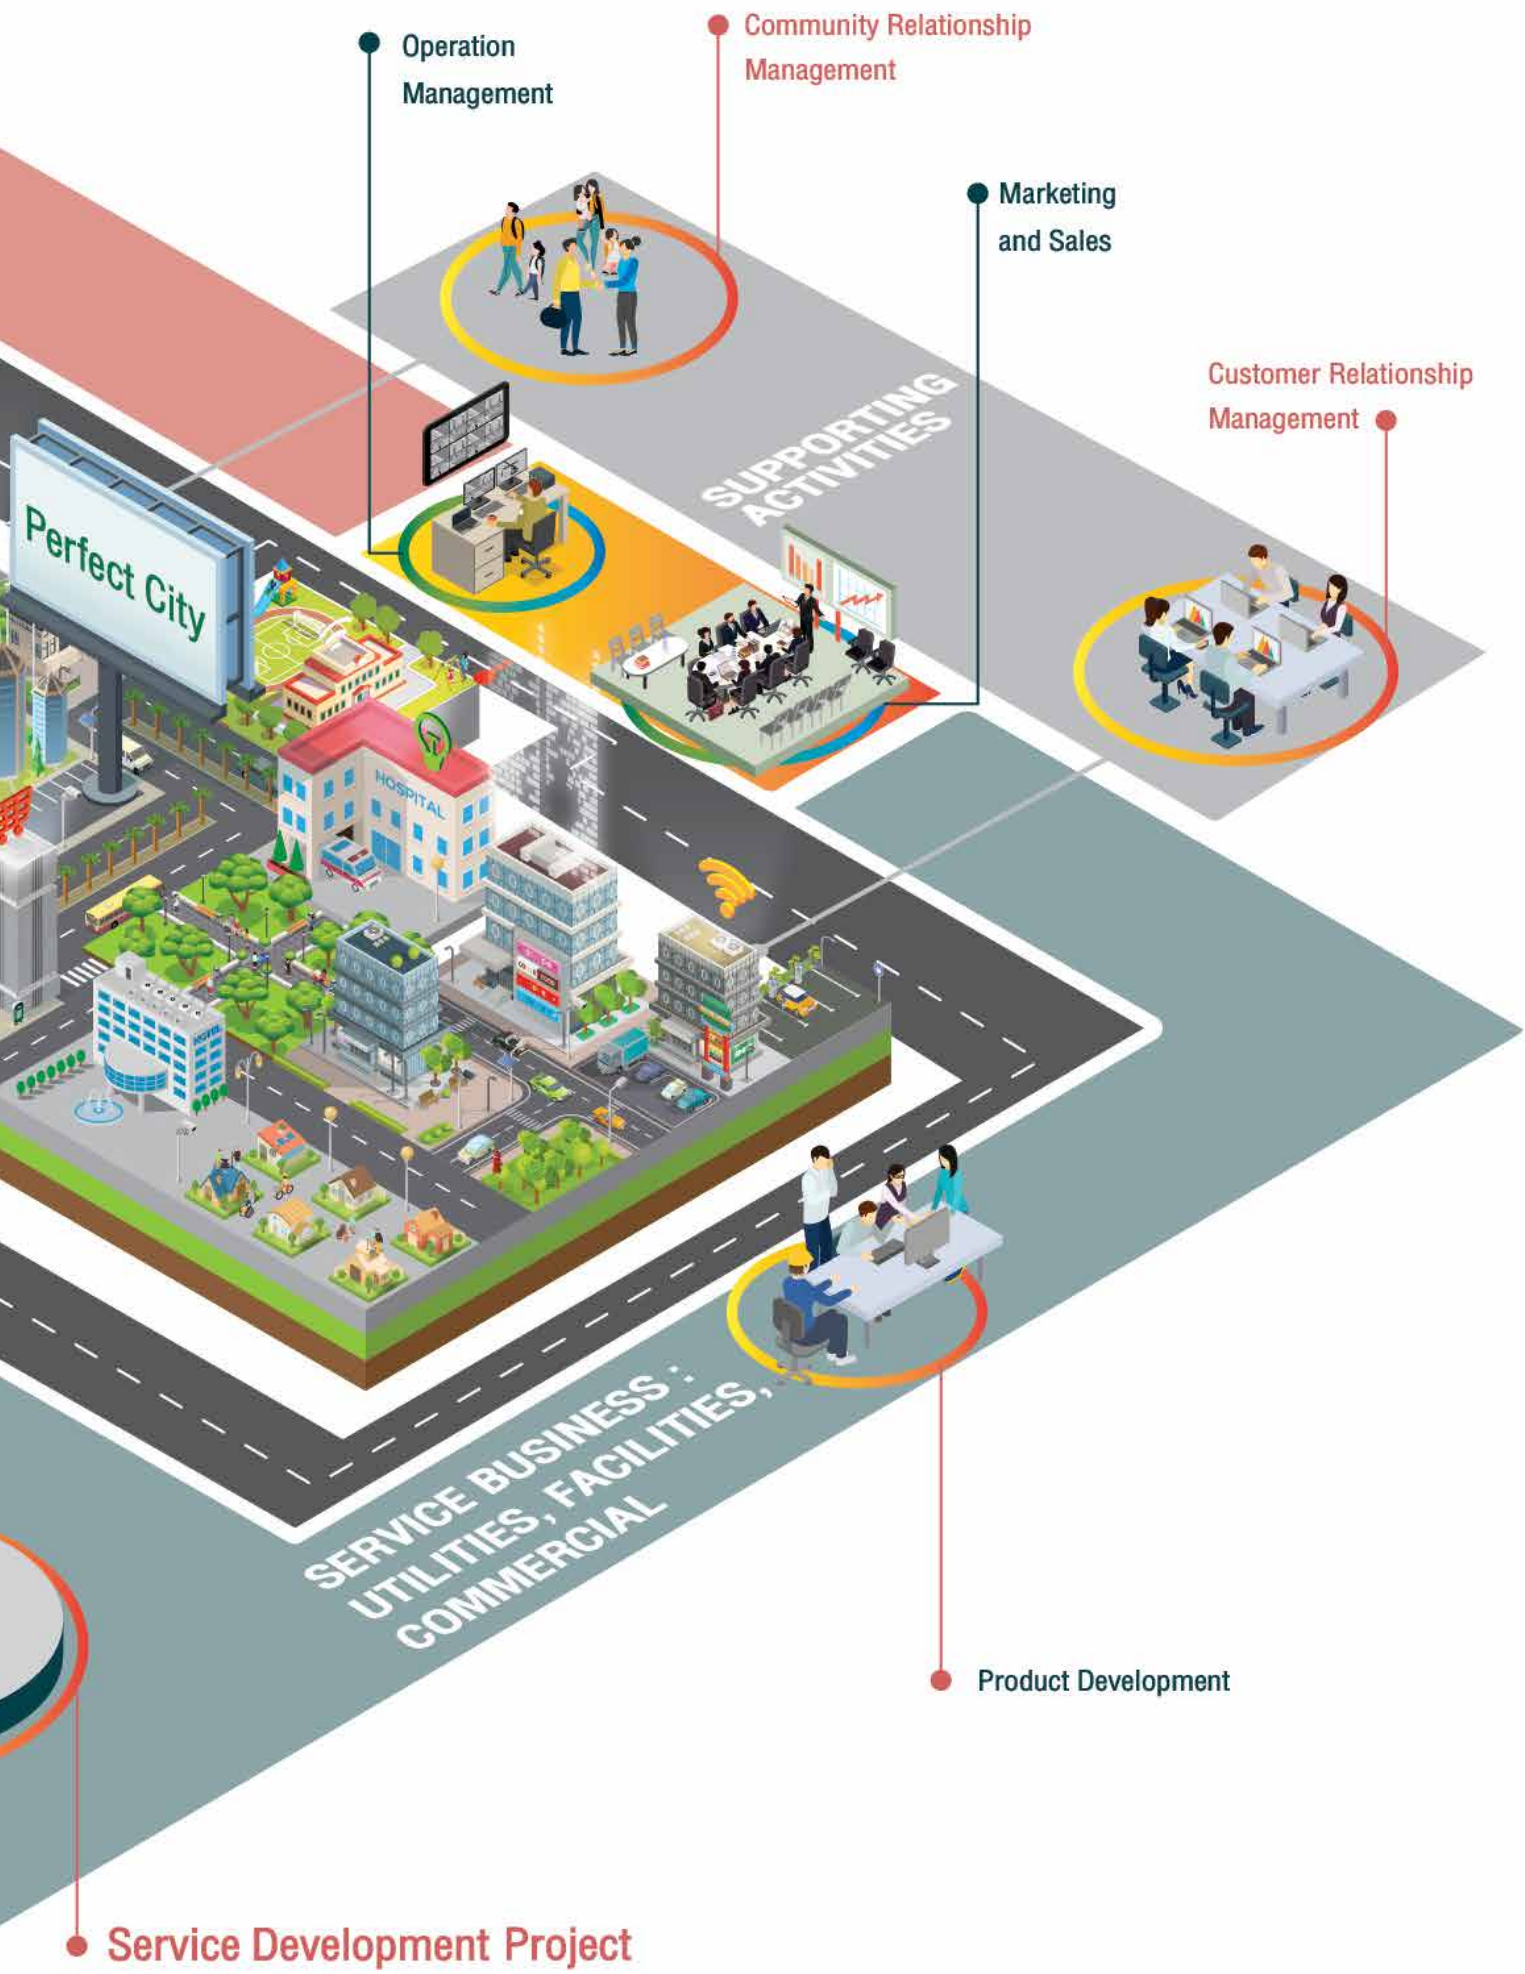 Operation
Management
Community Relationship
Management
Marketing
and Sales
Customer Relationship
Management
SUPPORTING
ACTIVITIES
Perfect City
HOSPITAL
HOTEL
SERVICE BUSINESS :
UTILITIES, FACILITIES,
COMMERCIAL
Product Development
Service Development Project